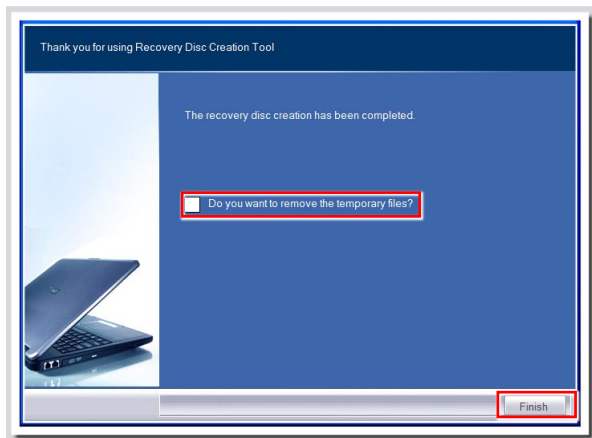 Thank you for using Recovery Disc Creation Tool
The recovery disc creation has been completed.
Do you want to remove the temporary files?
Finish